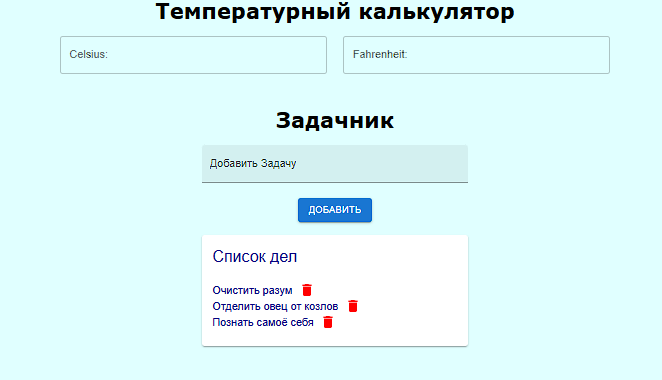 Температурный калькулятор
Celsius: Fahrenheit:
Задачник
Добавить Задачу
ДОБАВИТЬ
Список дел
Очистить разум
Отделить овец от козлов
Познать самоё себя